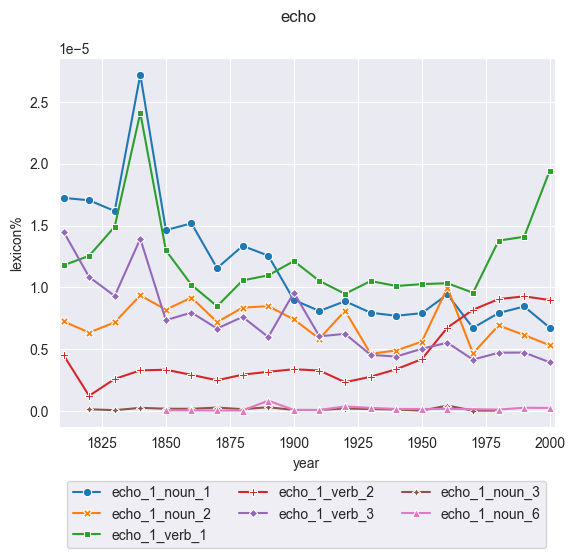 echo
1e−5
2.5
2.0
lexicon%
1.5
1.0
0.5
0.0
1825 1850 1875 1900 1925 1950 1975 2000
year
echo_1_noun_1 echo_1_verb_2 echo_1_noun_3
echo_1_noun_2 echo_1_verb_3 echo_1_noun_6
echo_1_verb_1